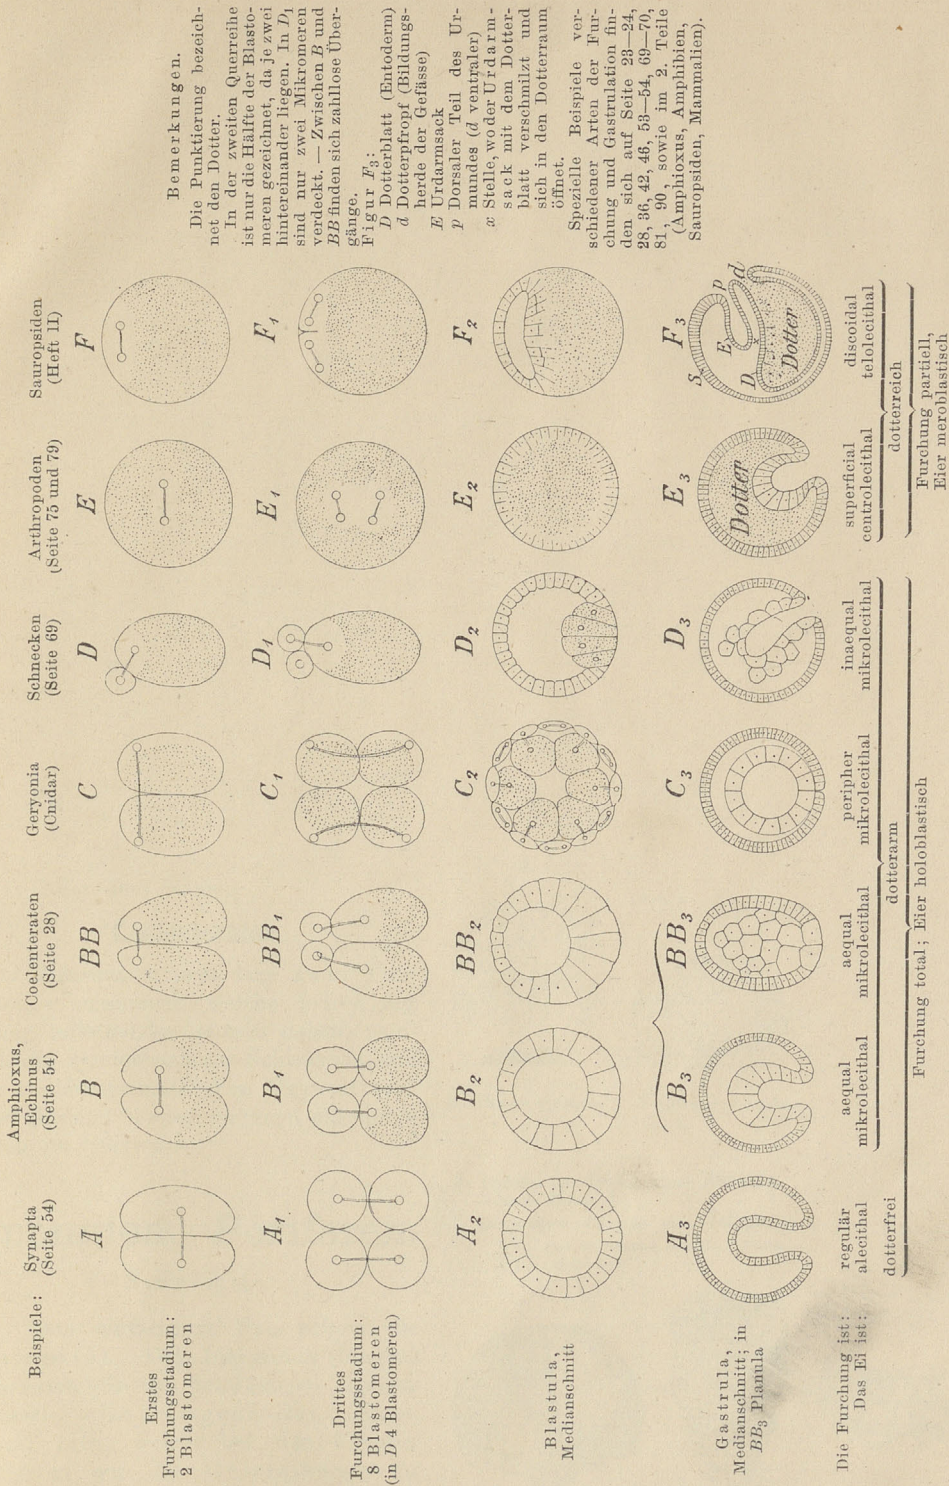 Beispiele:
Synapta
(Seite 54)
Amphioxus,
Echinus
(Seite 54)
Coelenteraten
(Seite 28)
Geryonia
(Cnidar)
Schnecken
(Seite 69)
Arthropoden
(Seite 75 und 79)
Sauropsiden
(Heft II)
Erstes
Furchungsstadium:
2 Blastomeren
A
B
BB
C
D
E
F
Drittes
Furchungsstadium:
8 Blastomeren
(in D 4 Blastomeren)
A1
B1
BB1
C1
D1
E1
F1
Blastula,
Medianschnitt
A2
B2
BB2
C2
D2
E2
F2
Gastrula,
Medianschnitt; in
BB3 Planula
A3
B3
BB3
C3
D3
E3
Dotter
F3
S
E
p
d
D
x
Dotter
Die Furchung ist:
Das Ei ist:
regulär
alecithal
aequal
mikrolecithal
aequal
mikrolecithal
peripher
mikrolecithal
inaequal
mikrolecithal
superficial
centrolecithal
discoidal
telolecithal
dotterfrei
dotterarm
dotterreich
Furchung total; Eier holoblastisch
Furchung partiell,
Eier meroblastisch
Bemerkungen.
Die Punktierung bezeich-
net den Dotter.
In der zweiten Querreihe
ist nur die Hälfte der Blasto-
meren gezeichnet, da je zwei
hintereinander liegen. In D1
sind nur zwei Mikromeren
verdeckt. — Zwischen B und
BB finden sich zahllose Über-
gänge.
Figur F3:
D Dotterblatt (Entoderm)
d Dotterpfropf (Bildungs-
herde der Gefässe)
E Urdarmsack
p Dorsaler Teil des Ur-
mundes (d ventraler)
x Stelle, wo der Urdarm-
sack mit dem Dotter-
blatt verschmilzt und
sich in den Dotterraum
öffnet.
Spezielle Beispiele ver-
schiedener Arten der Fur-
chung und Gastrulation fin-
den sich auf Seite 23—24,
28, 36, 42, 46, 53—54, 69—70,
81, 90, sowie im 2. Teile
(Amphioxus, Amphibien,
Sauropsiden, Mammalien).